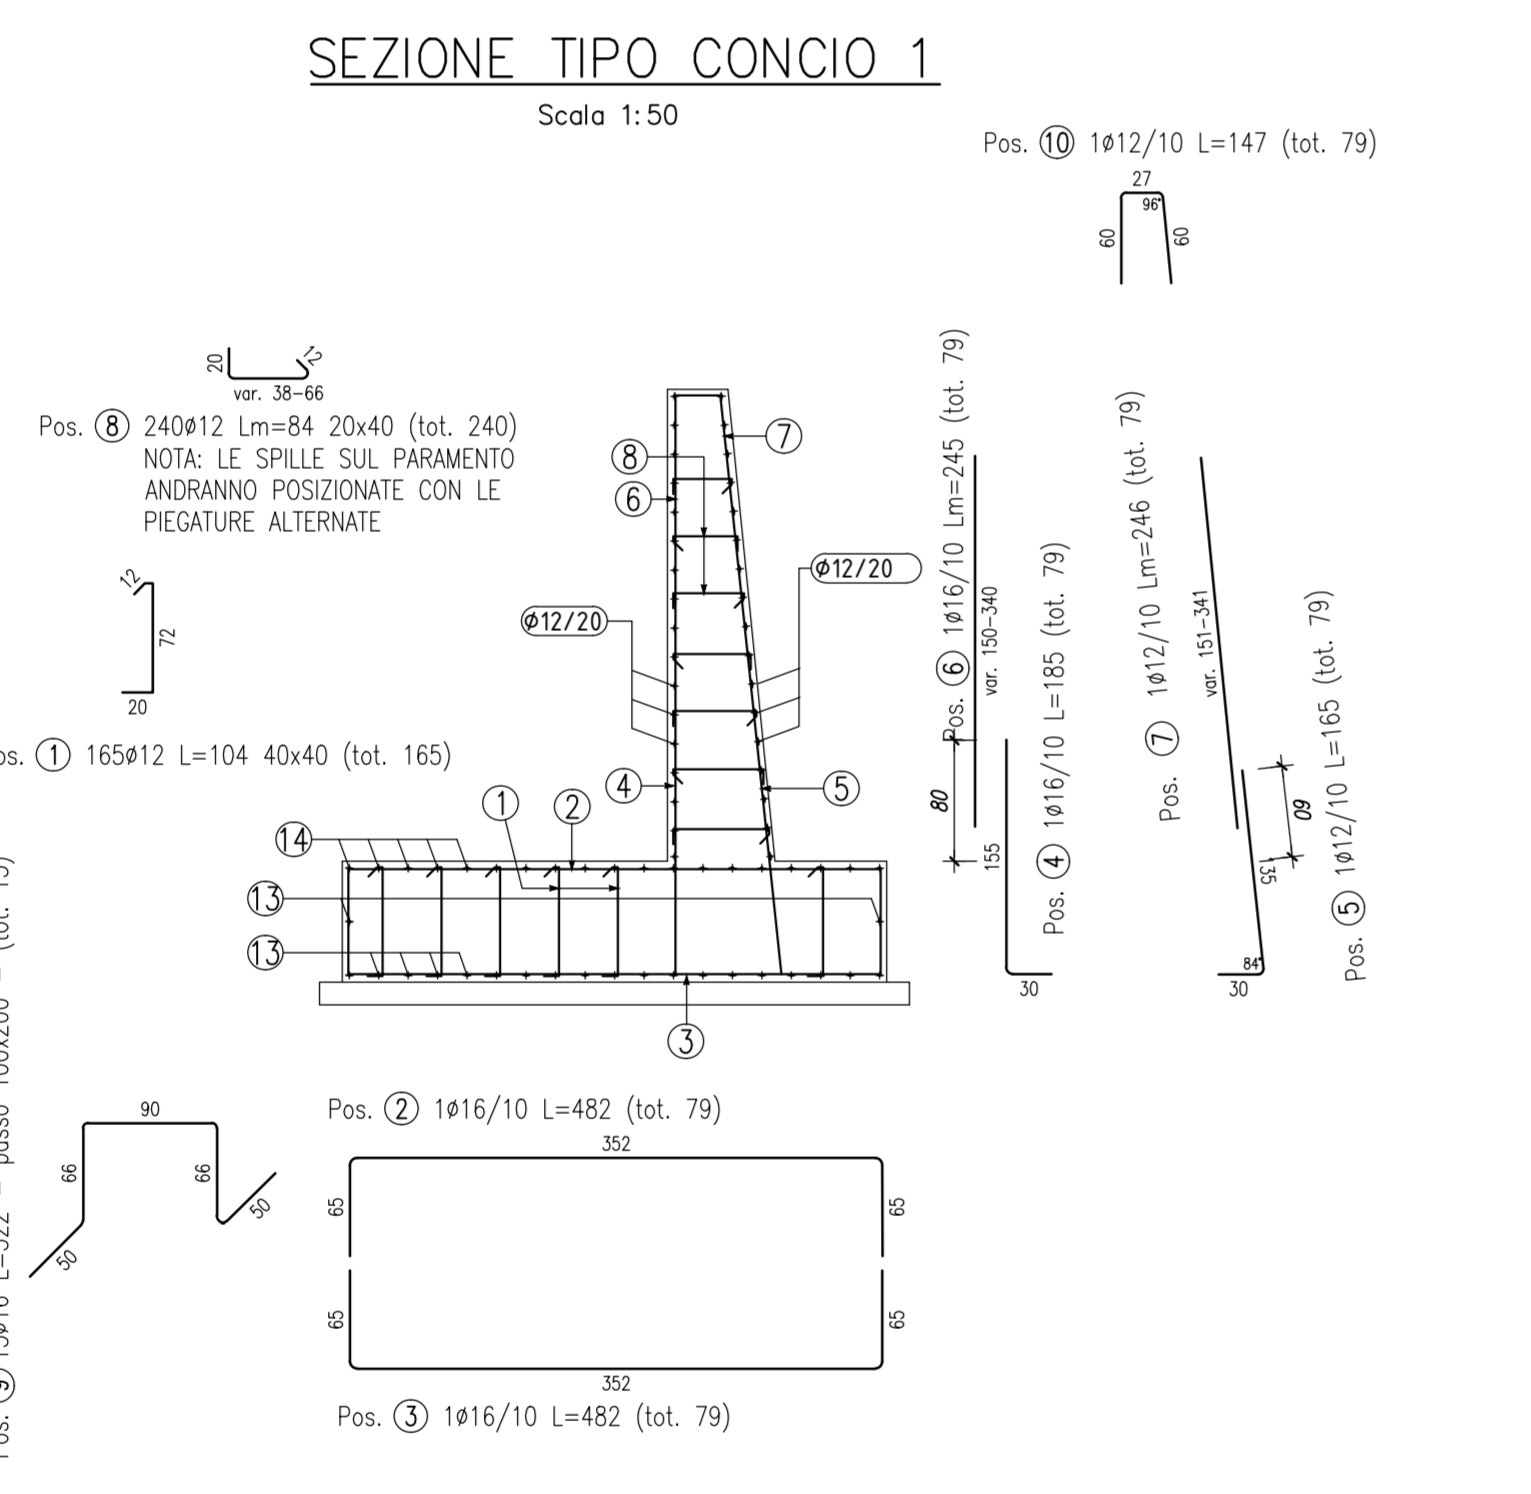 SEZIONE TIPO CONCIO 1
Scala 1:50
Pos. 10 1ø12/10 L=147 (tot. 79)
27
96°
60
60
20
12
var. 38-66
Pos. 8 240ø12 Lm=84 20x40 (tot. 240)
NOTA: LE SPILLE SUL PARAMENTO
ANDRANNO POSIZIONATE CON LE
PIEGATURE ALTERNATE
12
72
20
os. 1 165ø12 L=104 40x40 (tot. 165)
7
8
6
ø12/20
ø12/20
4
5
1
2
14
13
13
3
Pos. 6 1ø16/10 Lm=245 (tot. 79)
var. 150-340
80
155
30
Pos. 4 1ø16/10 L=185 (tot. 79)
Pos. 7 1ø12/10 Lm=246 (tot. 79)
var. 151-341
60
135
84°
30
Pos. 5 1ø12/10 L=165 (tot. 79)
90
66
66
50
50
Pos. 2 1ø16/10 L=482 (tot. 79)
352
65
65
65
65
352
Pos. 3 1ø16/10 L=482 (tot. 79)